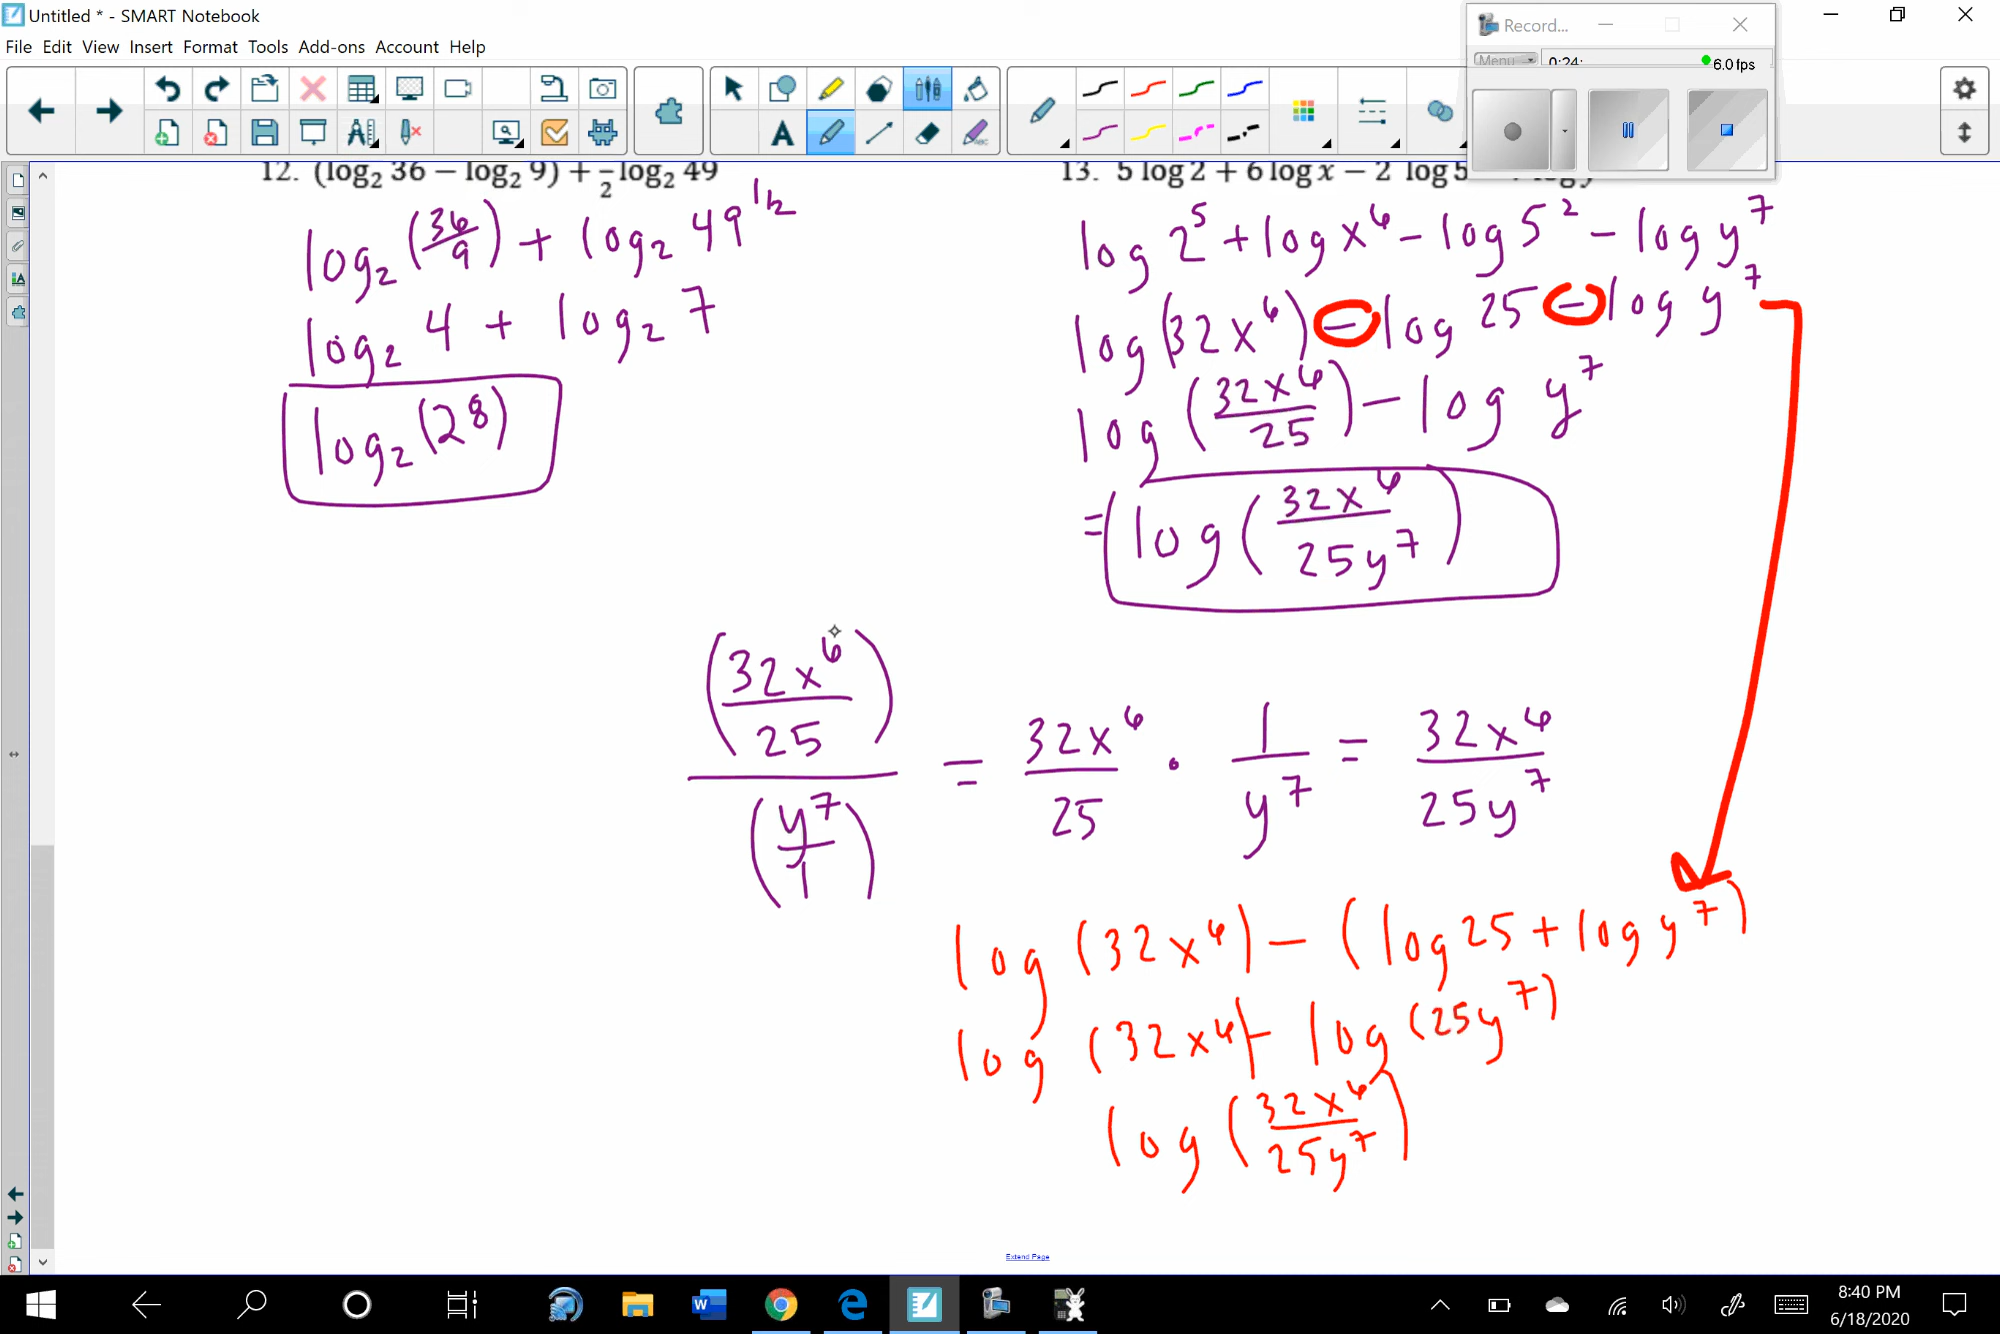 Untitled * - SMART Notebook
File Edit View Insert Format Tools Add-ons Account Help
Record...
Menu 0:24: 6.0 fps
12. (log₂ 36 − log₂ 9) + ½ log₂ 49
log₂(36/9) + log₂ 49^1/2
log₂ 4 + log₂ 7
log₂(28)
13. 5 log 2 + 6 log x − 2 log 5
log 2⁵ + log x⁶ − log 5² − log y⁷
log(32x⁶) − log 25 − log y⁷
log(32x⁶/25) − log y⁷
= log(32x⁶/25y⁷)
(32x⁶/25)/(y⁷/1) = 32x⁶/25 · 1/y⁷ = 32x⁶/25y⁷
log(32x⁶) − (log 25 + log y⁷)
log(32x⁶) − log(25y⁷)
log(32x⁶/25y⁷)
Extend Page
8:40 PM
6/18/2020